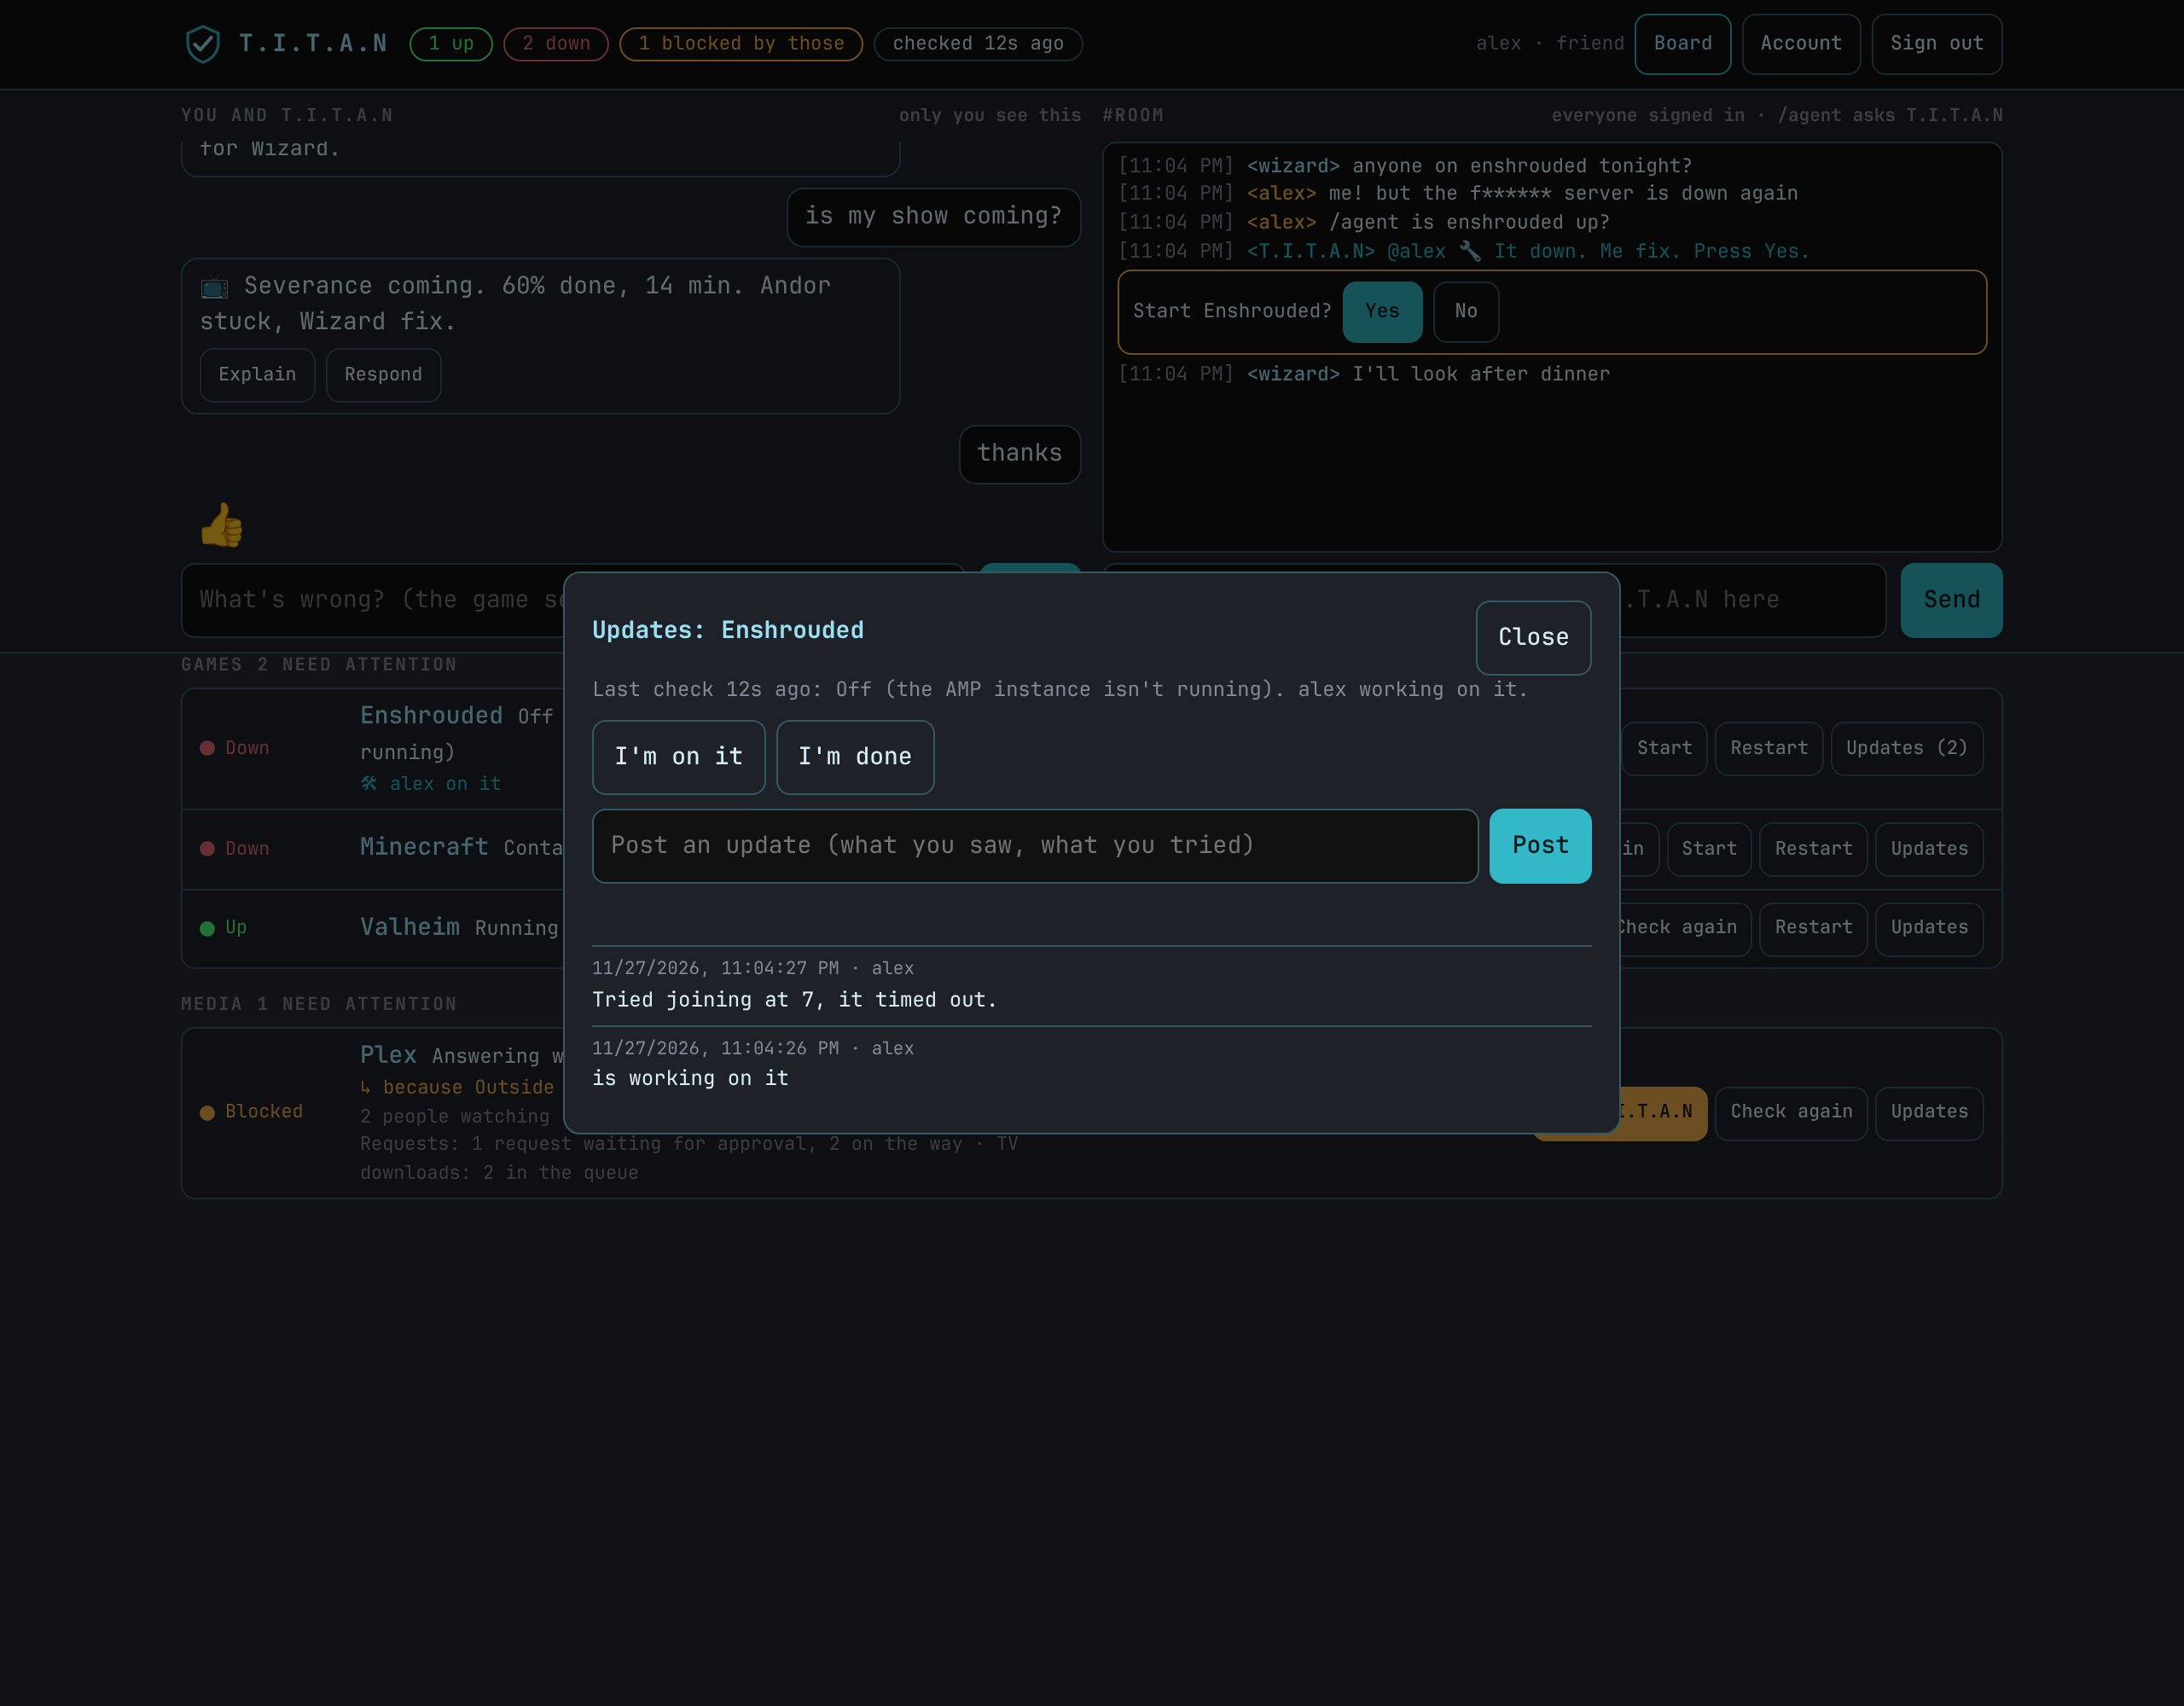 T.I.T.A.N
1 up
2 down
1 blocked by those
checked 12s ago
alex · friend
Board
Account
Sign out
YOU AND T.I.T.A.N
only you see this
for Wizard.
is my show coming?
📺 Severance coming. 60% done, 14 min. Andor
stuck, Wizard fix.
Explain
Respond
thanks
👍
What's wrong? (the game
#ROOM
everyone signed in · /agent asks T.I.T.A.N
[11:04 PM] <wizard> anyone on enshrouded tonight?
[11:04 PM] <alex> me! but the f****** server is down again
[11:04 PM] <alex> /agent is enshrouded up?
[11:04 PM] <T.I.T.A.N> @alex 🔧 It down. Me fix. Press Yes.
Start Enshrouded?
Yes
No
[11:04 PM] <wizard> I'll look after dinner
.T.A.N here
Send
Updates: Enshrouded
Close
Last check 12s ago: Off (the AMP instance isn't running). alex working on it.
I'm on it
I'm done
Post an update (what you saw, what you tried)
Post
11/27/2026, 11:04:27 PM · alex
Tried joining at 7, it timed out.
11/27/2026, 11:04:26 PM · alex
is working on it
GAMES 2 NEED ATTENTION
Down
Enshrouded Off
running)
🛠 alex on it
Start
Restart
Updates (2)
Down
Minecraft
Start
Restart
Updates
Up
Valheim Running
Check again
Restart
Updates
MEDIA 1 NEED ATTENTION
Blocked
Plex Answering
↳ because Outside
2 people watching
Requests: 1 request waiting for approval, 2 on the way · TV
downloads: 2 in the queue
I.T.A.N
Check again
Updates